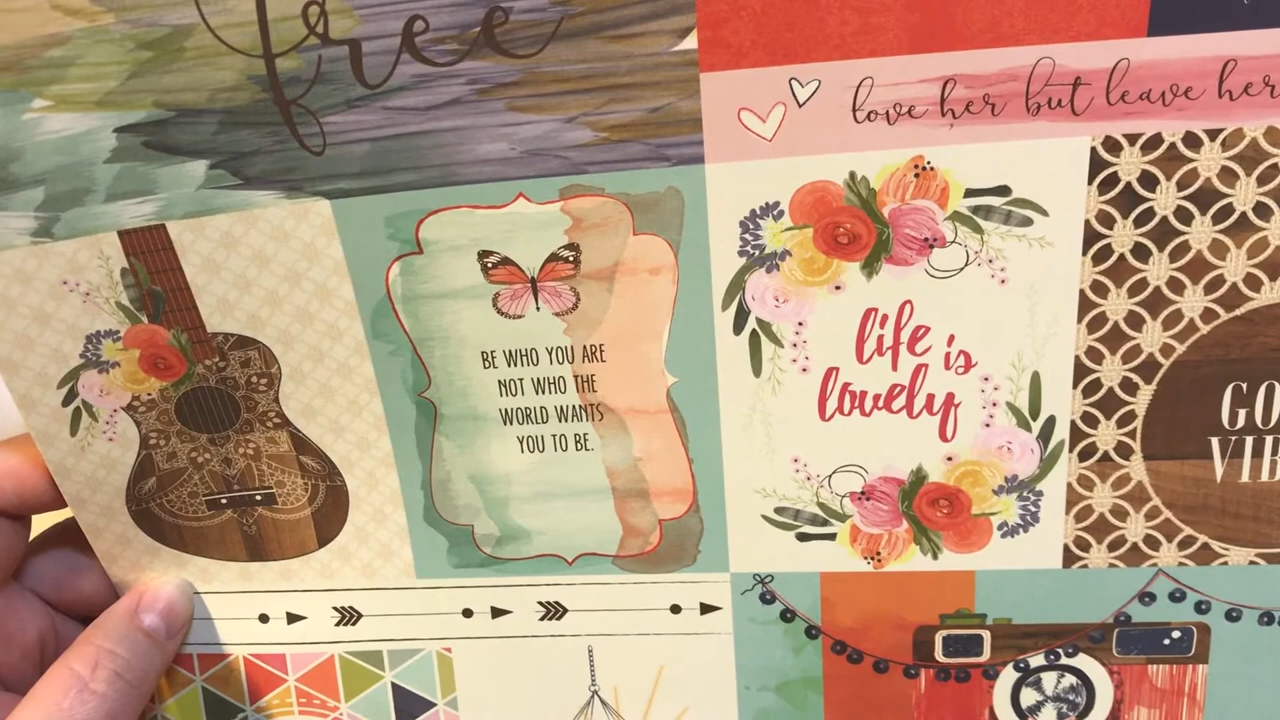 free
love her but leave her
BE WHO YOU ARE
NOT WHO THE
WORLD WANTS
YOU TO BE.
life is
lovely